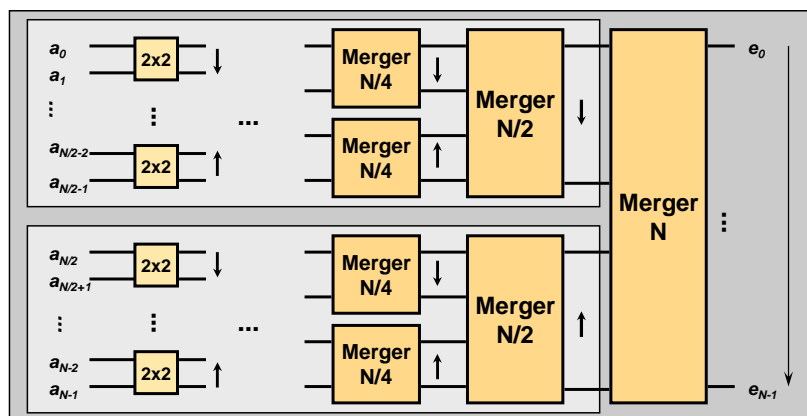 a0
2x2
a1
...
...
...
aN/2-2
2x2
aN/2-1
Merger
N/4
Merger
N/4
Merger
N/2
aN/2
2x2
aN/2+1
...
...
...
aN-2
2x2
aN-1
Merger
N/4
Merger
N/4
Merger
N/2
Merger
N
e0
...
eN-1